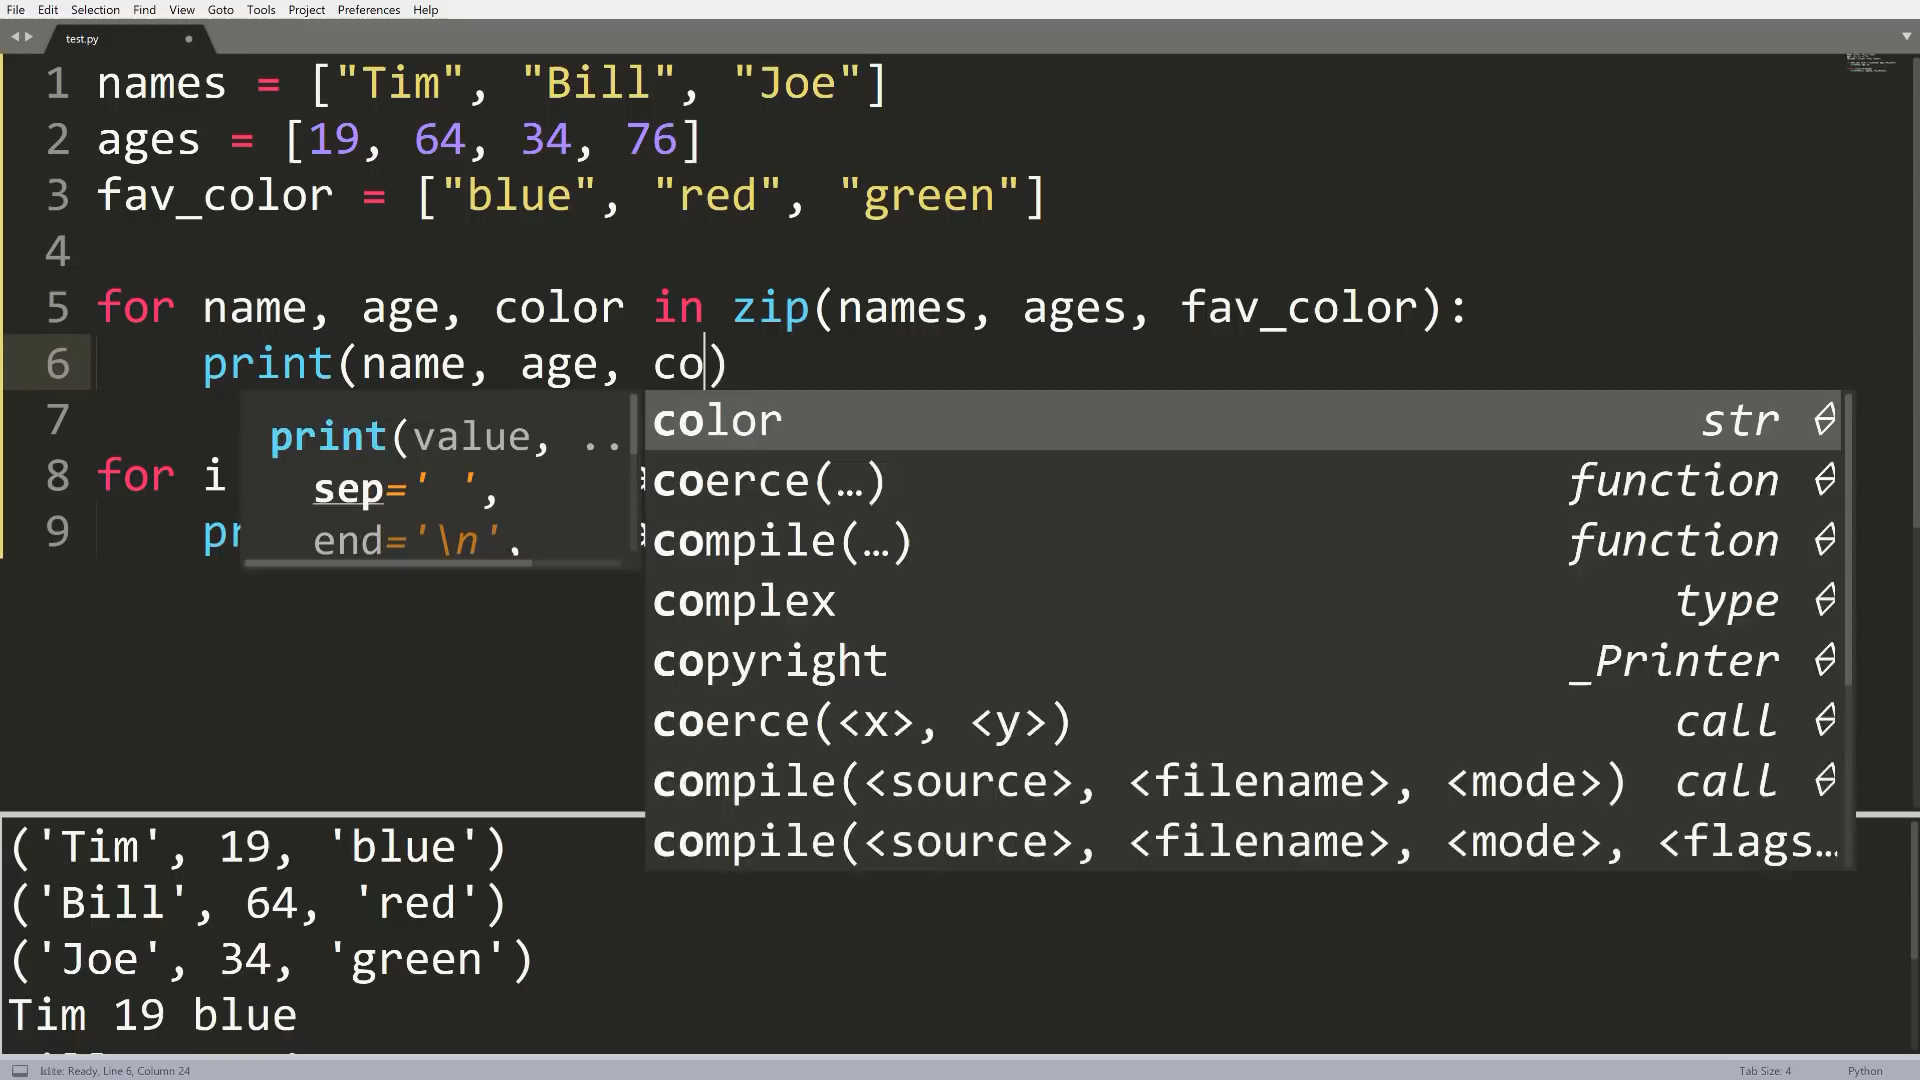 File Edit Selection Find View Goto Tools Project Preferences Help
test.py
1 names = ["Tim", "Bill", "Joe"]
2 ages = [19, 64, 34, 76]
3 fav_color = ["blue", "red", "green"]
4
5 for name, age, color in zip(names, ages, fav_color):
6 print(name, age, co)
7
8 for i
9 pr
print(value, ..
sep=' ',
end='\n',
color str
coerce(…) function
compile(…) function
complex type
copyright _Printer
coerce(<x>, <y>) call
compile(<source>, <filename>, <mode>) call
compile(<source>, <filename>, <mode>, <flags…
('Tim', 19, 'blue')
('Bill', 64, 'red')
('Joe', 34, 'green')
Tim 19 blue
Ready, Line 6, Column 24
Tab Size: 4
Python